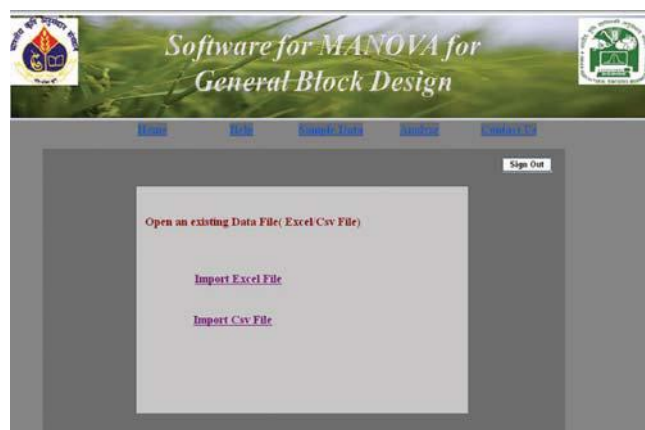 Software for MANOVA for
General Block Design
Home Help Sample Data Analyze Contact Us
Sign Out
Open an existing Data File( Excel/Csv File)
Import Excel File
Import Csv File